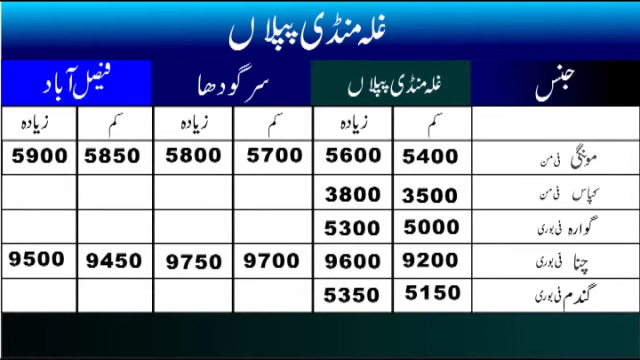 غلہ منڈی پپلاں
جنس غلہ منڈی پپلاں سرگودھا فیصل آباد
کم زیادہ کم زیادہ کم زیادہ
مونگی فی من 5400 5600 5700 5800 5850 5900
کپاس فی من 3500 3800
گوارہ فی بوری 5000 5300
چنا فی بوری 9200 9600 9700 9750 9450 9500
گندم فی بوری 5150 5350